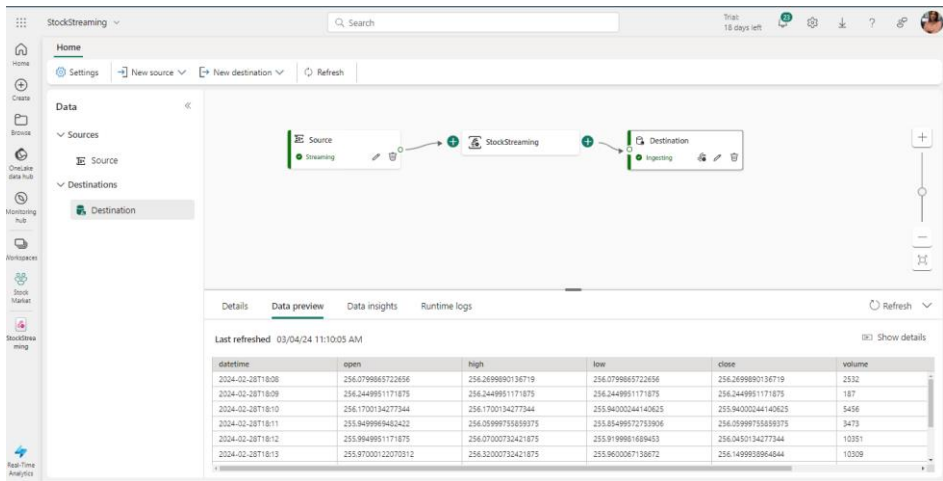 StockStreaming
Search
Trial:
18 days left
23
Home
Home
Settings
New source
New destination
Refresh
Create
Browse
OneLake
data hub
Monitoring
hub
Workspaces
Stock
Market
StockStrea
ming
Real-Time
Analytics
Data
Sources
Source
Destinations
Destination
Source
Streaming
StockStreaming
Destination
Ingesting
Details Data preview Data insights Runtime logs Refresh
Last refreshed 03/04/24 11:10:05 AM Show details
datetime open high low close volume
2024-02-28T18:08 256.0799865722656 256.2699890136719 256.0799865722656 256.2699890136719 2532
2024-02-28T18:09 256.2449951171875 256.2449951171875 256.2449951171875 256.2449951171875 187
2024-02-28T18:10 256.1700134277344 256.1700134277344 255.94000244140625 255.94000244140625 5456
2024-02-28T18:11 255.9499969482422 256.05999755859375 255.85499572753906 256.05999755859375 3473
2024-02-28T18:12 255.9949951171875 256.07000732421875 255.9199981689453 256.0450134277344 10351
2024-02-28T18:13 255.97000122070312 256.32000732421875 255.9600067138672 256.1499938964844 10309